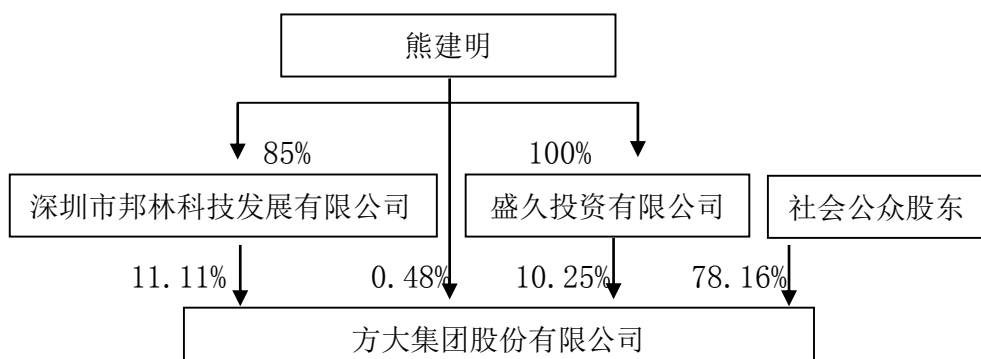 熊建明
85% 100%
深圳市邦林科技发展有限公司 盛久投资有限公司 社会公众股东
11.11% 0.48% 10.25% 78.16%
方大集团股份有限公司